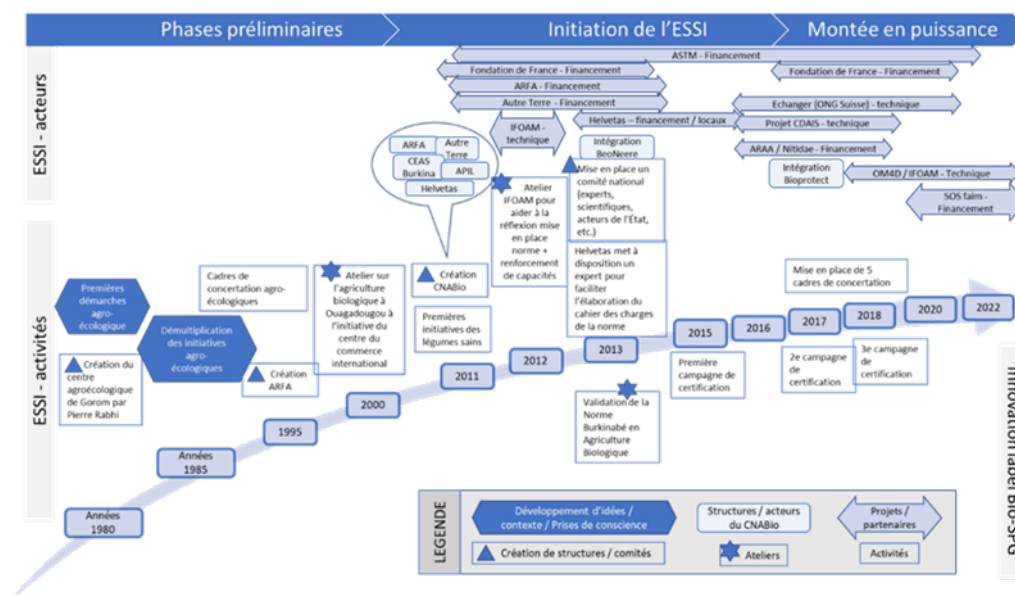 Phases préliminaires
Initiation de l'ESSI
Montée en puissance
ESSI - acteurs
ASTM - Financement
Fondation de France - Financement
Fondation de France - Financement
ARFA - Financement
Autre Terre - Financement
Echanger (ONG Suisse) - technique
IFOAM -
technique
Helvetas – financement / locaux
Projet CDAIS - technique
ARFA
Autre
Terre
CEAS
Burkina
APIL
Helvetas
Intégration
BeoNeere
ARAA / Nitidae - Financement
Intégration
Bioprotect
OM4D / IFOAM - Technique
SOS faim -
Financement
Atelier
IFOAM pour
aider à la
réflexion mise
en place
norme +
renforcement
de capacités
Mise en place un
comité national
(experts,
scientifiques,
acteurs de l'État,
etc.)
Helvetas met à
disposition un
expert pour
faciliter
l'élaboration du
cahier des charges
de la norme
ESSI - activités
Premières
démarches
agro-
écologique
Cadres de
concertation agro-
écologiques
Atelier sur
l'agriculture
biologique à
Ouagadougou à
l'initiative du
centre du
commerce
international
Création
CNABio
Premières
initiatives des
légumes sains
Mise en place de 5
cadres de concertation
Démultiplication
des initiatives
agro-
écologiques
Création du
centre
agroécologique
de Gorom par
Pierre Rabhi
Création
ARFA
Première
campagne de
certification
2e campagne
de
certification
3e campagne
de
certification
Validation de la
Norme
Burkinabé en
Agriculture
Biologique
Années
1980
Années
1985
1995
2000
2011
2012
2013
2015
2016
2017
2018
2020
2022
Innovation label Bio-SPG
LEGENDE
Développement d'idées /
contexte / Prises de conscience
Structures / acteurs
du CNABio
Projets /
partenaires
Création de structures / comités
Ateliers
Activités